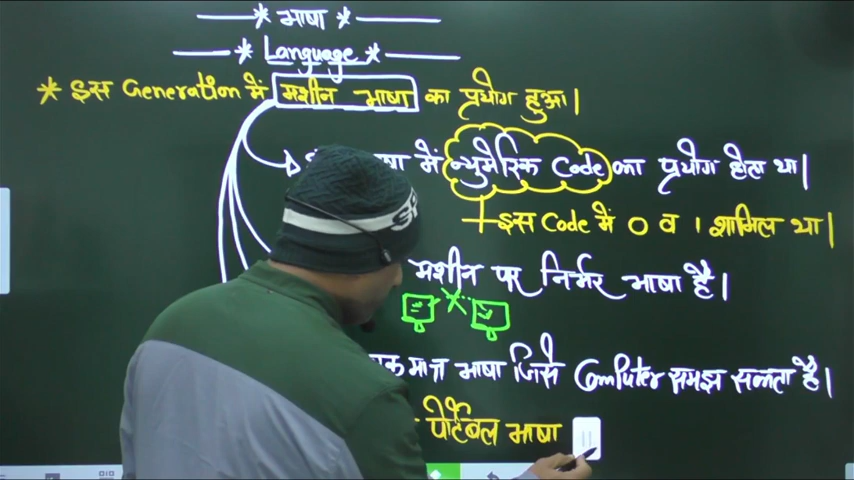 * भाषा *
* Language *
* इस Generation में मशीन भाषा का प्रयोग हुआ।
में न्युमेरिक Code का प्रयोग होता था।
इस Code में 0 व 1 शामिल था।
मशीन पर निर्भर भाषा है।
मात्र भाषा जिसे Computer समझ सकता है।
पोर्टेबल भाषा